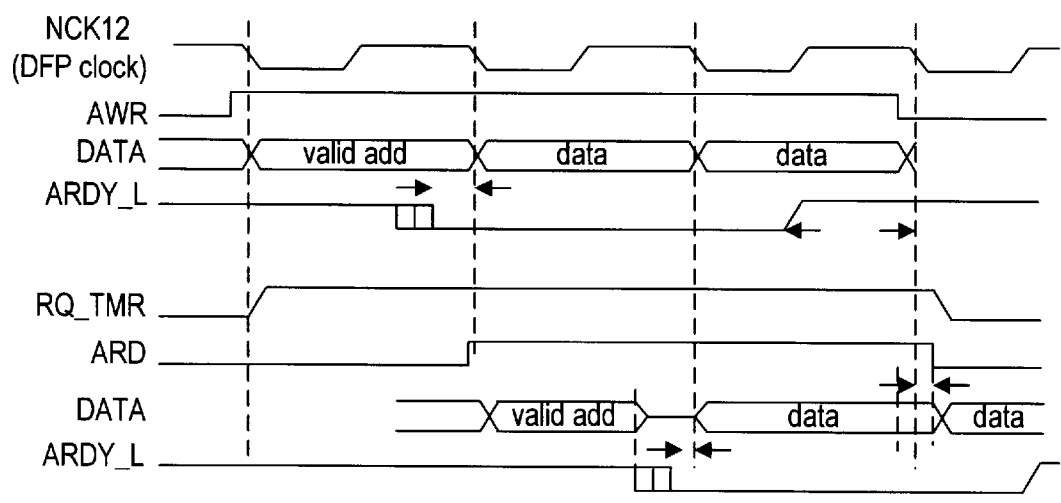 NCK12
(DFP clock)
AWR
DATA valid add data data
ARDY_L
RQ_TMR
ARD
DATA valid add data data
ARDY_L